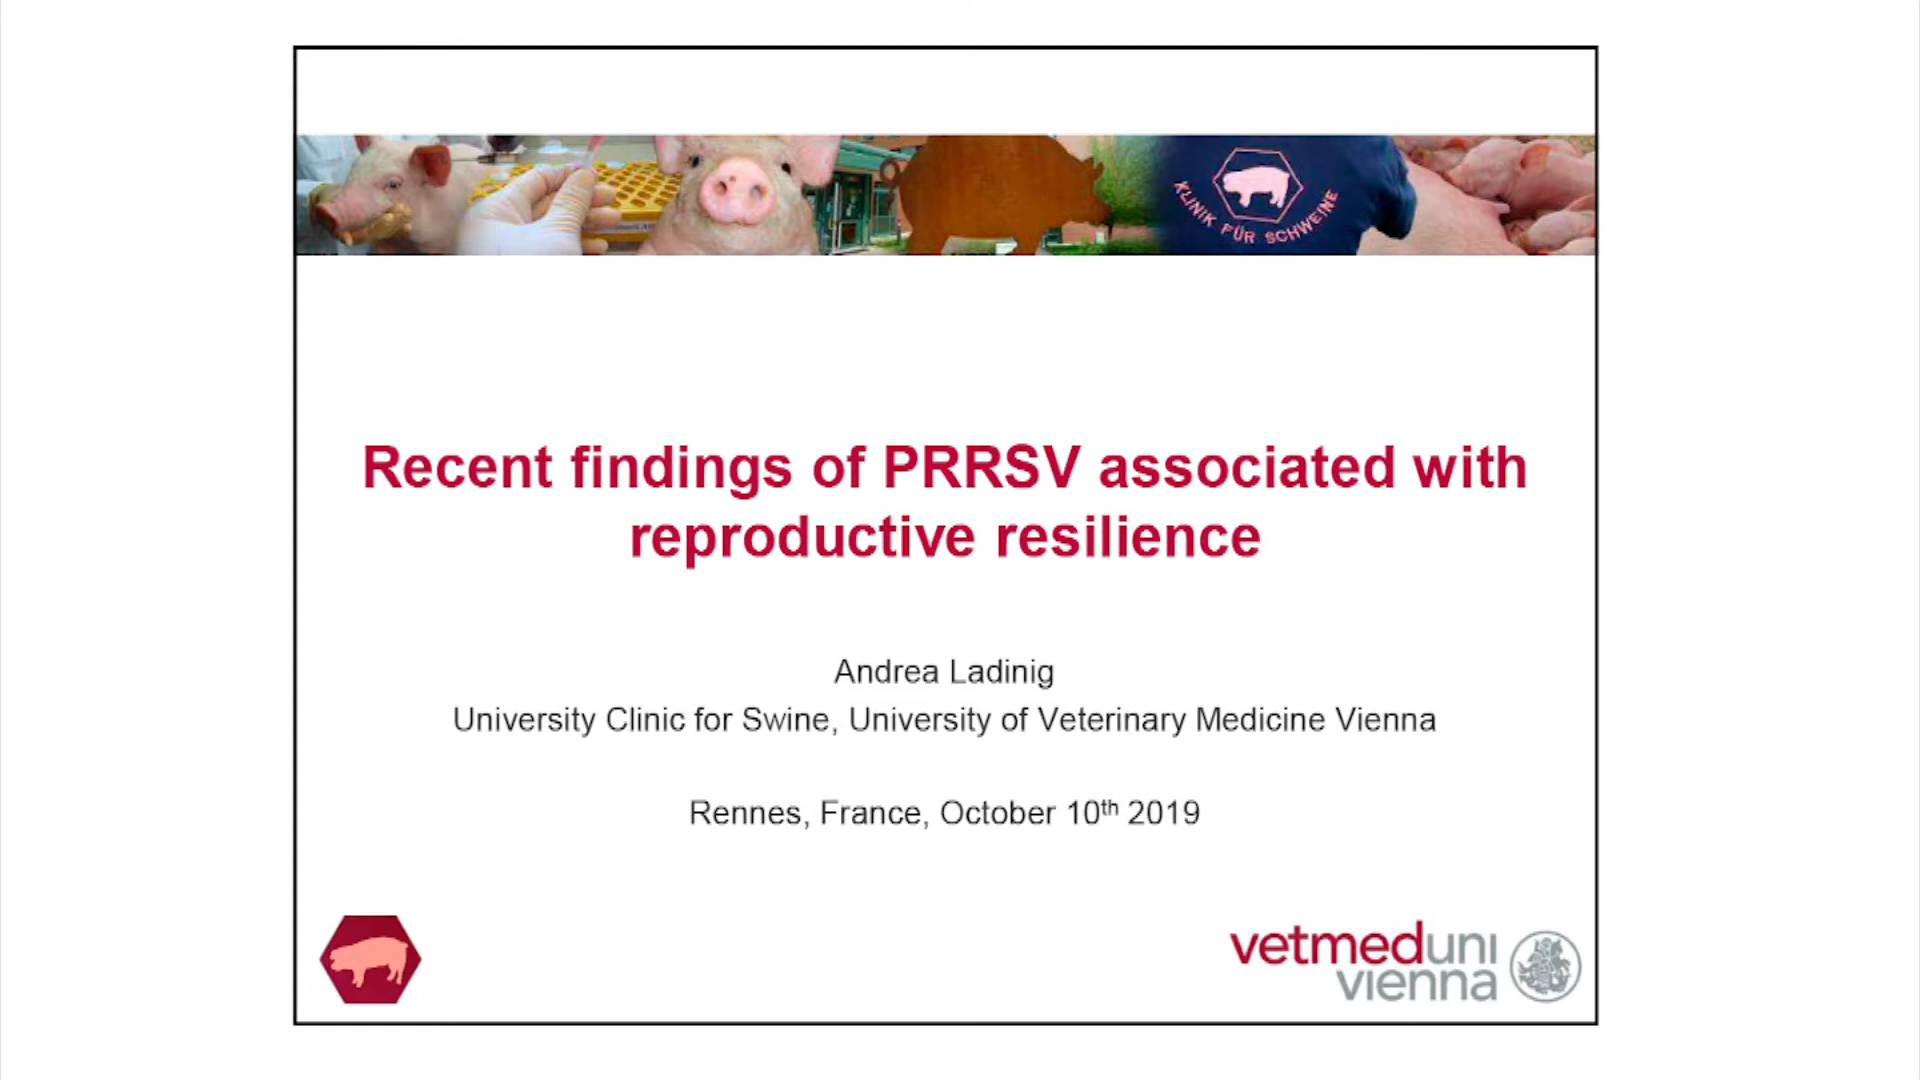 KLINIK FÜR SCHWEINE
Recent findings of PRRSV associated with
reproductive resilience
Andrea Ladinig
University Clinic for Swine, University of Veterinary Medicine Vienna
Rennes, France, October 10th 2019
vetmeduni
vienna